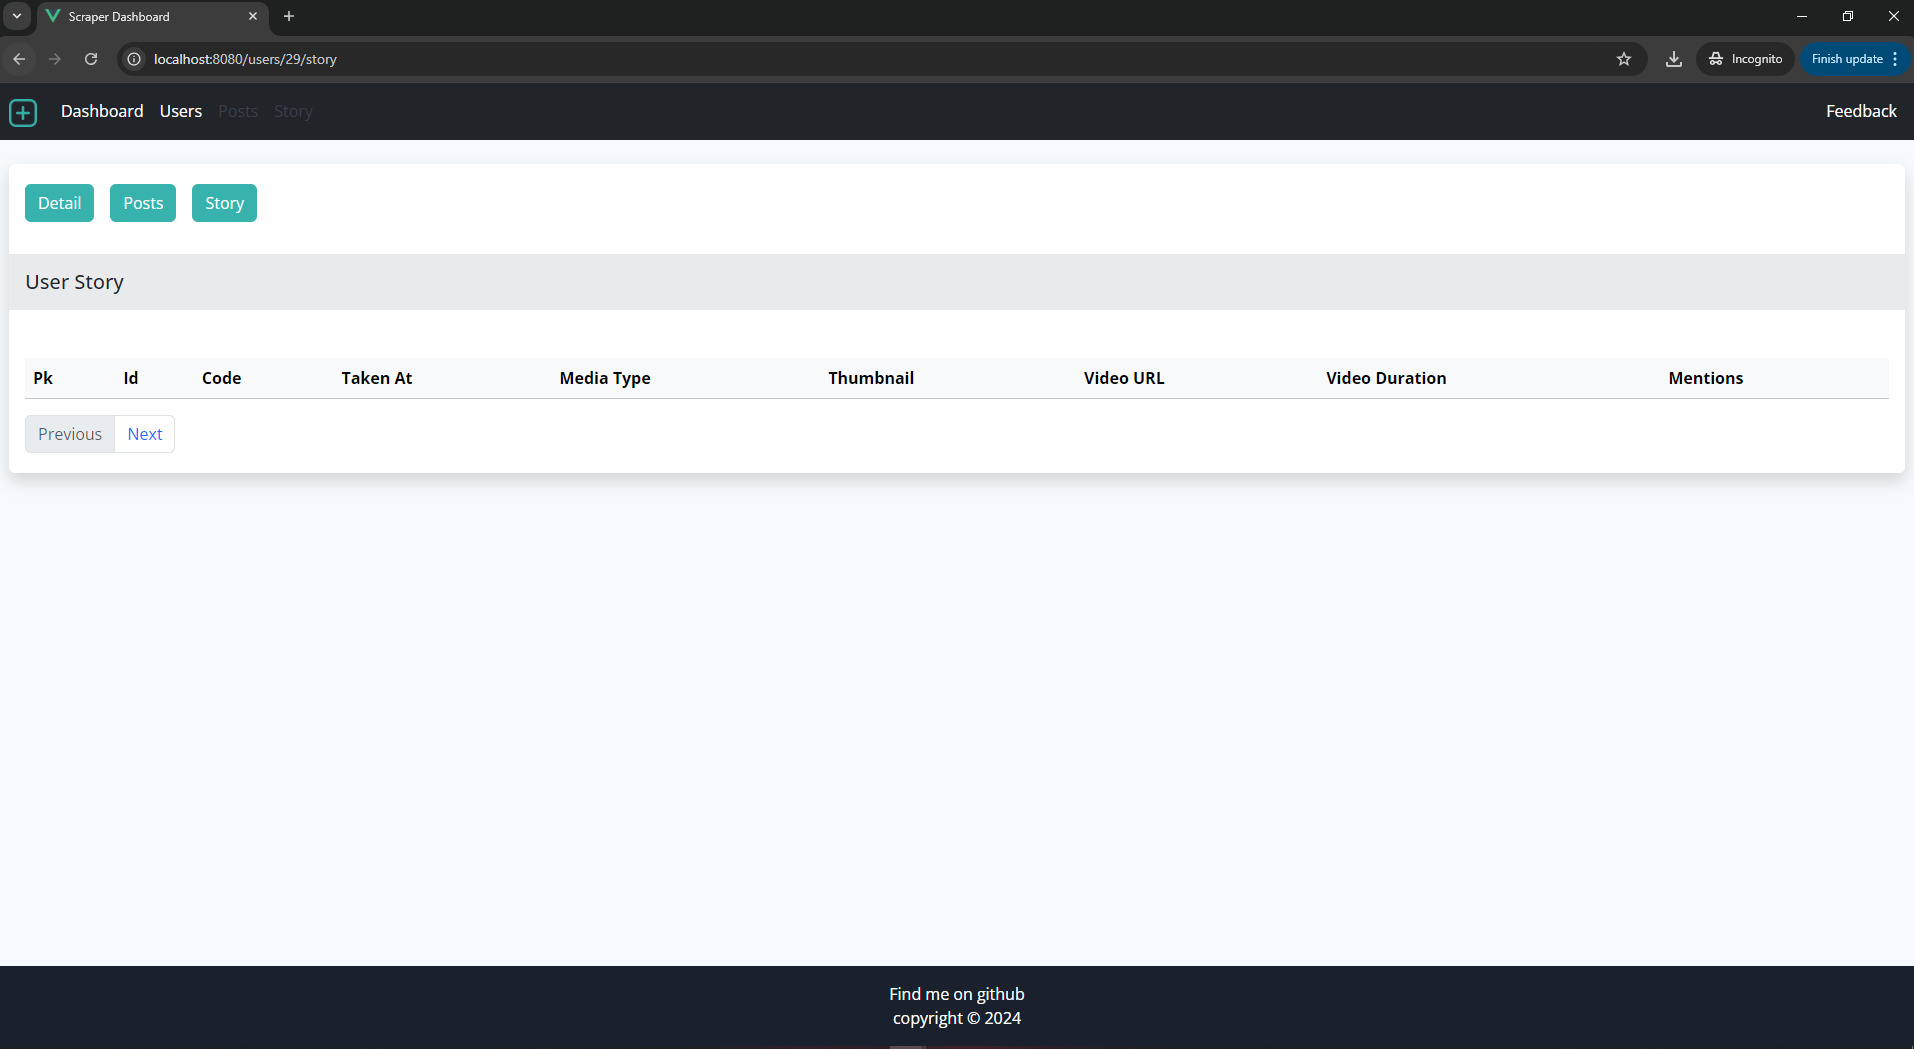 Scraper Dashboard
localhost:8080/users/29/story
Incognito
Finish update
Dashboard Users Posts Story
Feedback
Detail Posts Story
User Story
Pk Id Code Taken At Media Type Thumbnail Video URL Video Duration Mentions
Previous Next
Find me on github
copyright © 2024